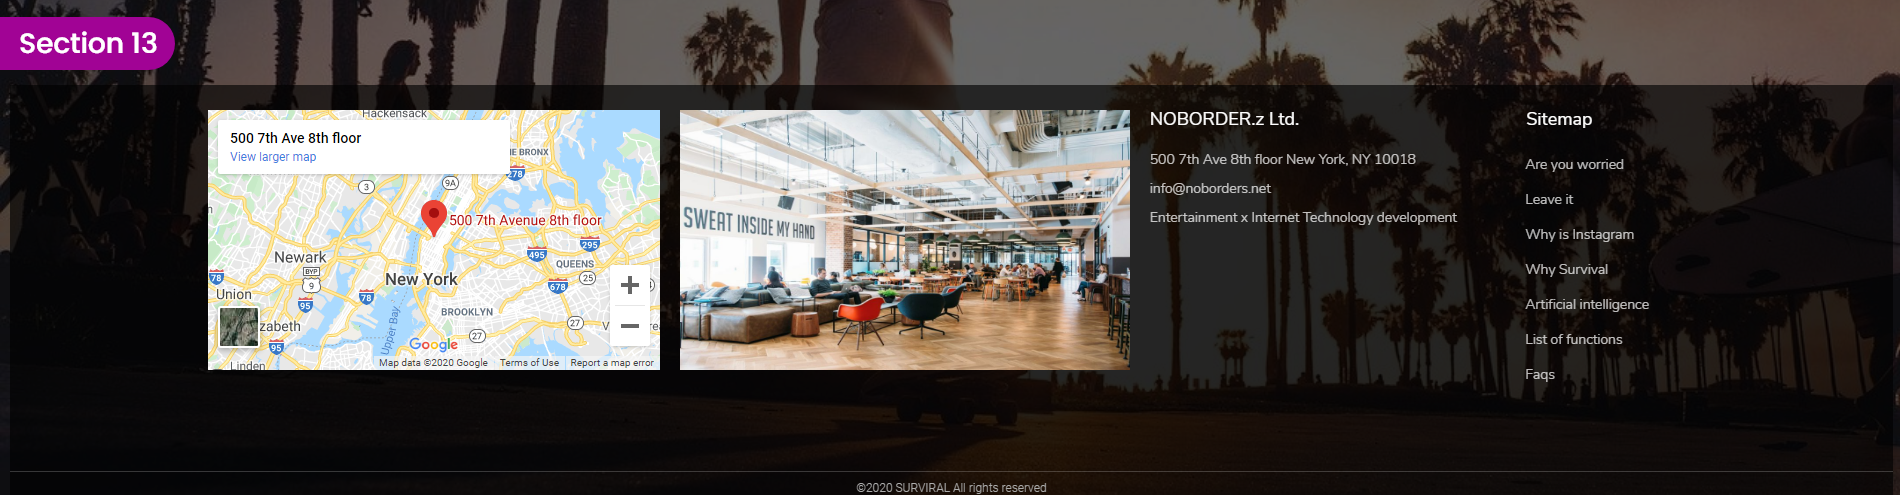 Section 13
Hackensack
500 7th Ave 8th floor
View larger map
HE BRONX
278
9A
3
500 7th Avenue 8th floor
295
495
Newark
BYP
9
QUEENS
25
78
New York
678
Union
78
95
BROOKLYN
27
zabeth
Upper Bay
27
95
Google
Linden
Map data ©2020 Google
Terms of Use
Report a map error
SWEAT INSIDE MY HAND
NOBORDER.z Ltd.
500 7th Ave 8th floor New York, NY 10018
info@noborders.net
Entertainment x Internet Technology development
Sitemap
Are you worried
Leave it
Why is Instagram
Why Survival
Artificial intelligence
List of functions
Faqs
©2020 SURVIRAL All rights reserved